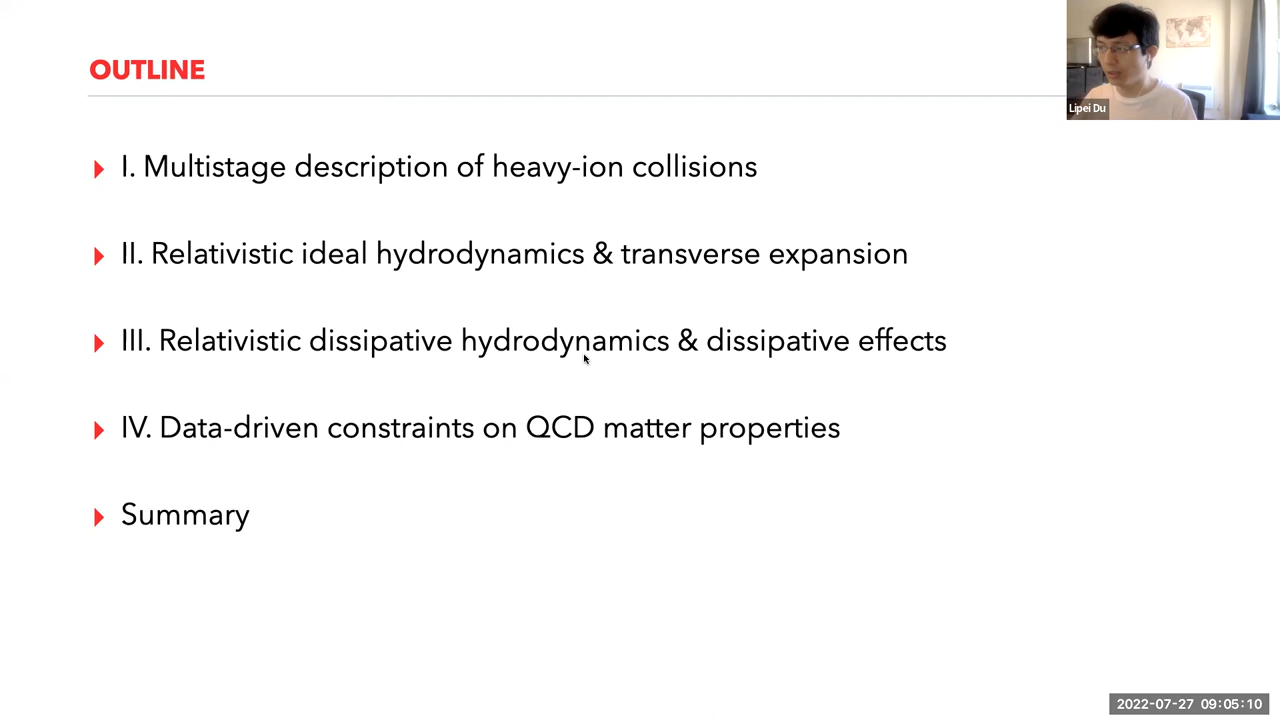 OUTLINE
Lipei Du
I. Multistage description of heavy-ion collisions
II. Relativistic ideal hydrodynamics & transverse expansion
III. Relativistic dissipative hydrodynamics & dissipative effects
IV. Data-driven constraints on QCD matter properties
Summary
2022-07-27 09:05:10